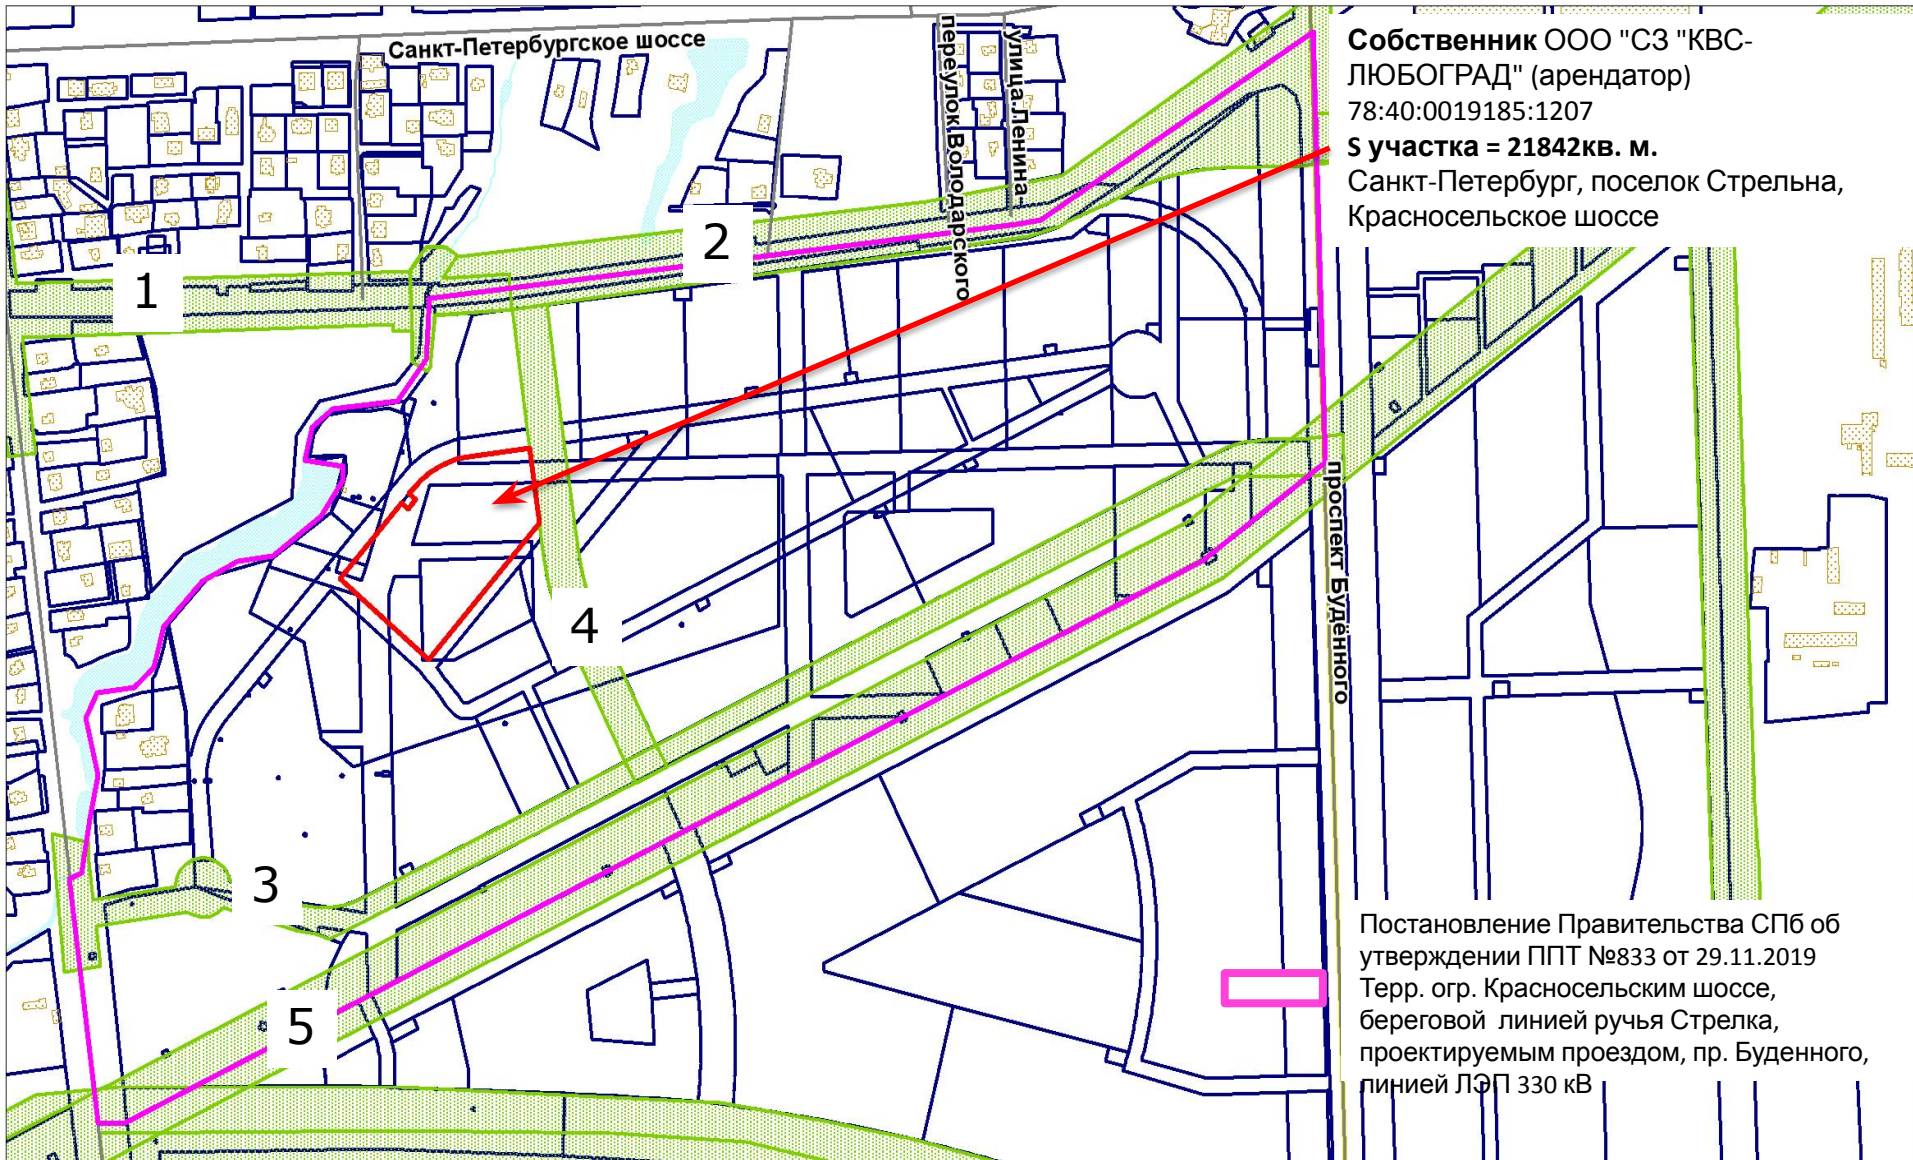 Санкт-Петербургское шоссе
переулок Володарского
улица Ленина
Собственник ООО "СЗ "КВС-
ЛЮБОГРАД" (арендатор)
78:40:0019185:1207
S участка = 21842кв. м.
Санкт-Петербург, поселок Стрельна,
Красносельское шоссе
1
2
4
3
5
проспект Будённого
Постановление Правительства СПб об
утверждении ППТ №833 от 29.11.2019
Терр. огр. Красносельским шоссе,
береговой линией ручья Стрелка,
проектируемым проездом, пр. Буденного,
линией ЛЭП 330 кВ